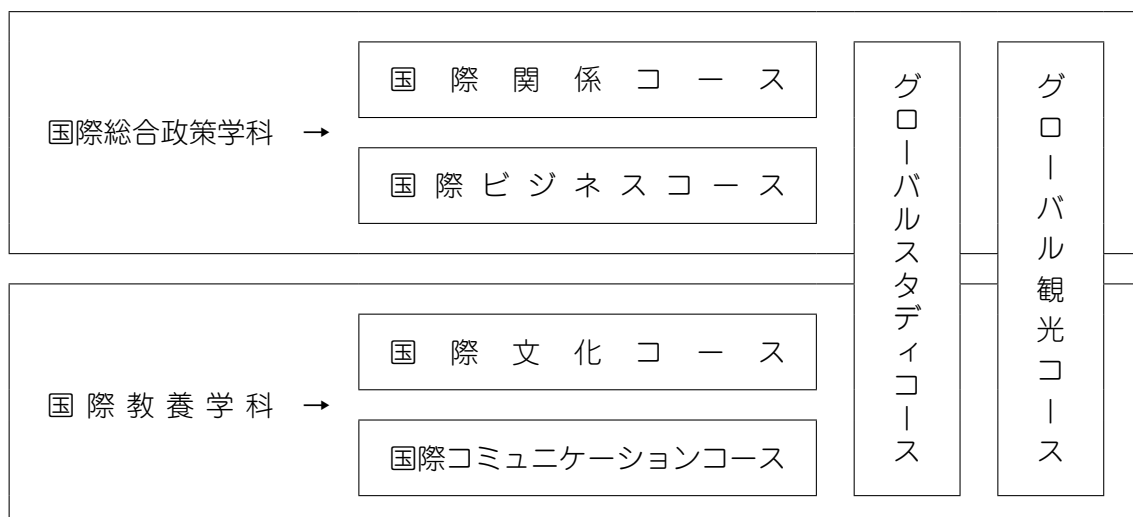 国際総合政策学科 →
国際関係コース
国際ビジネスコース
国際教養学科 →
国際文化コース
国際コミュニケーションコース
グローバルスタディコース
グローバル観光コース